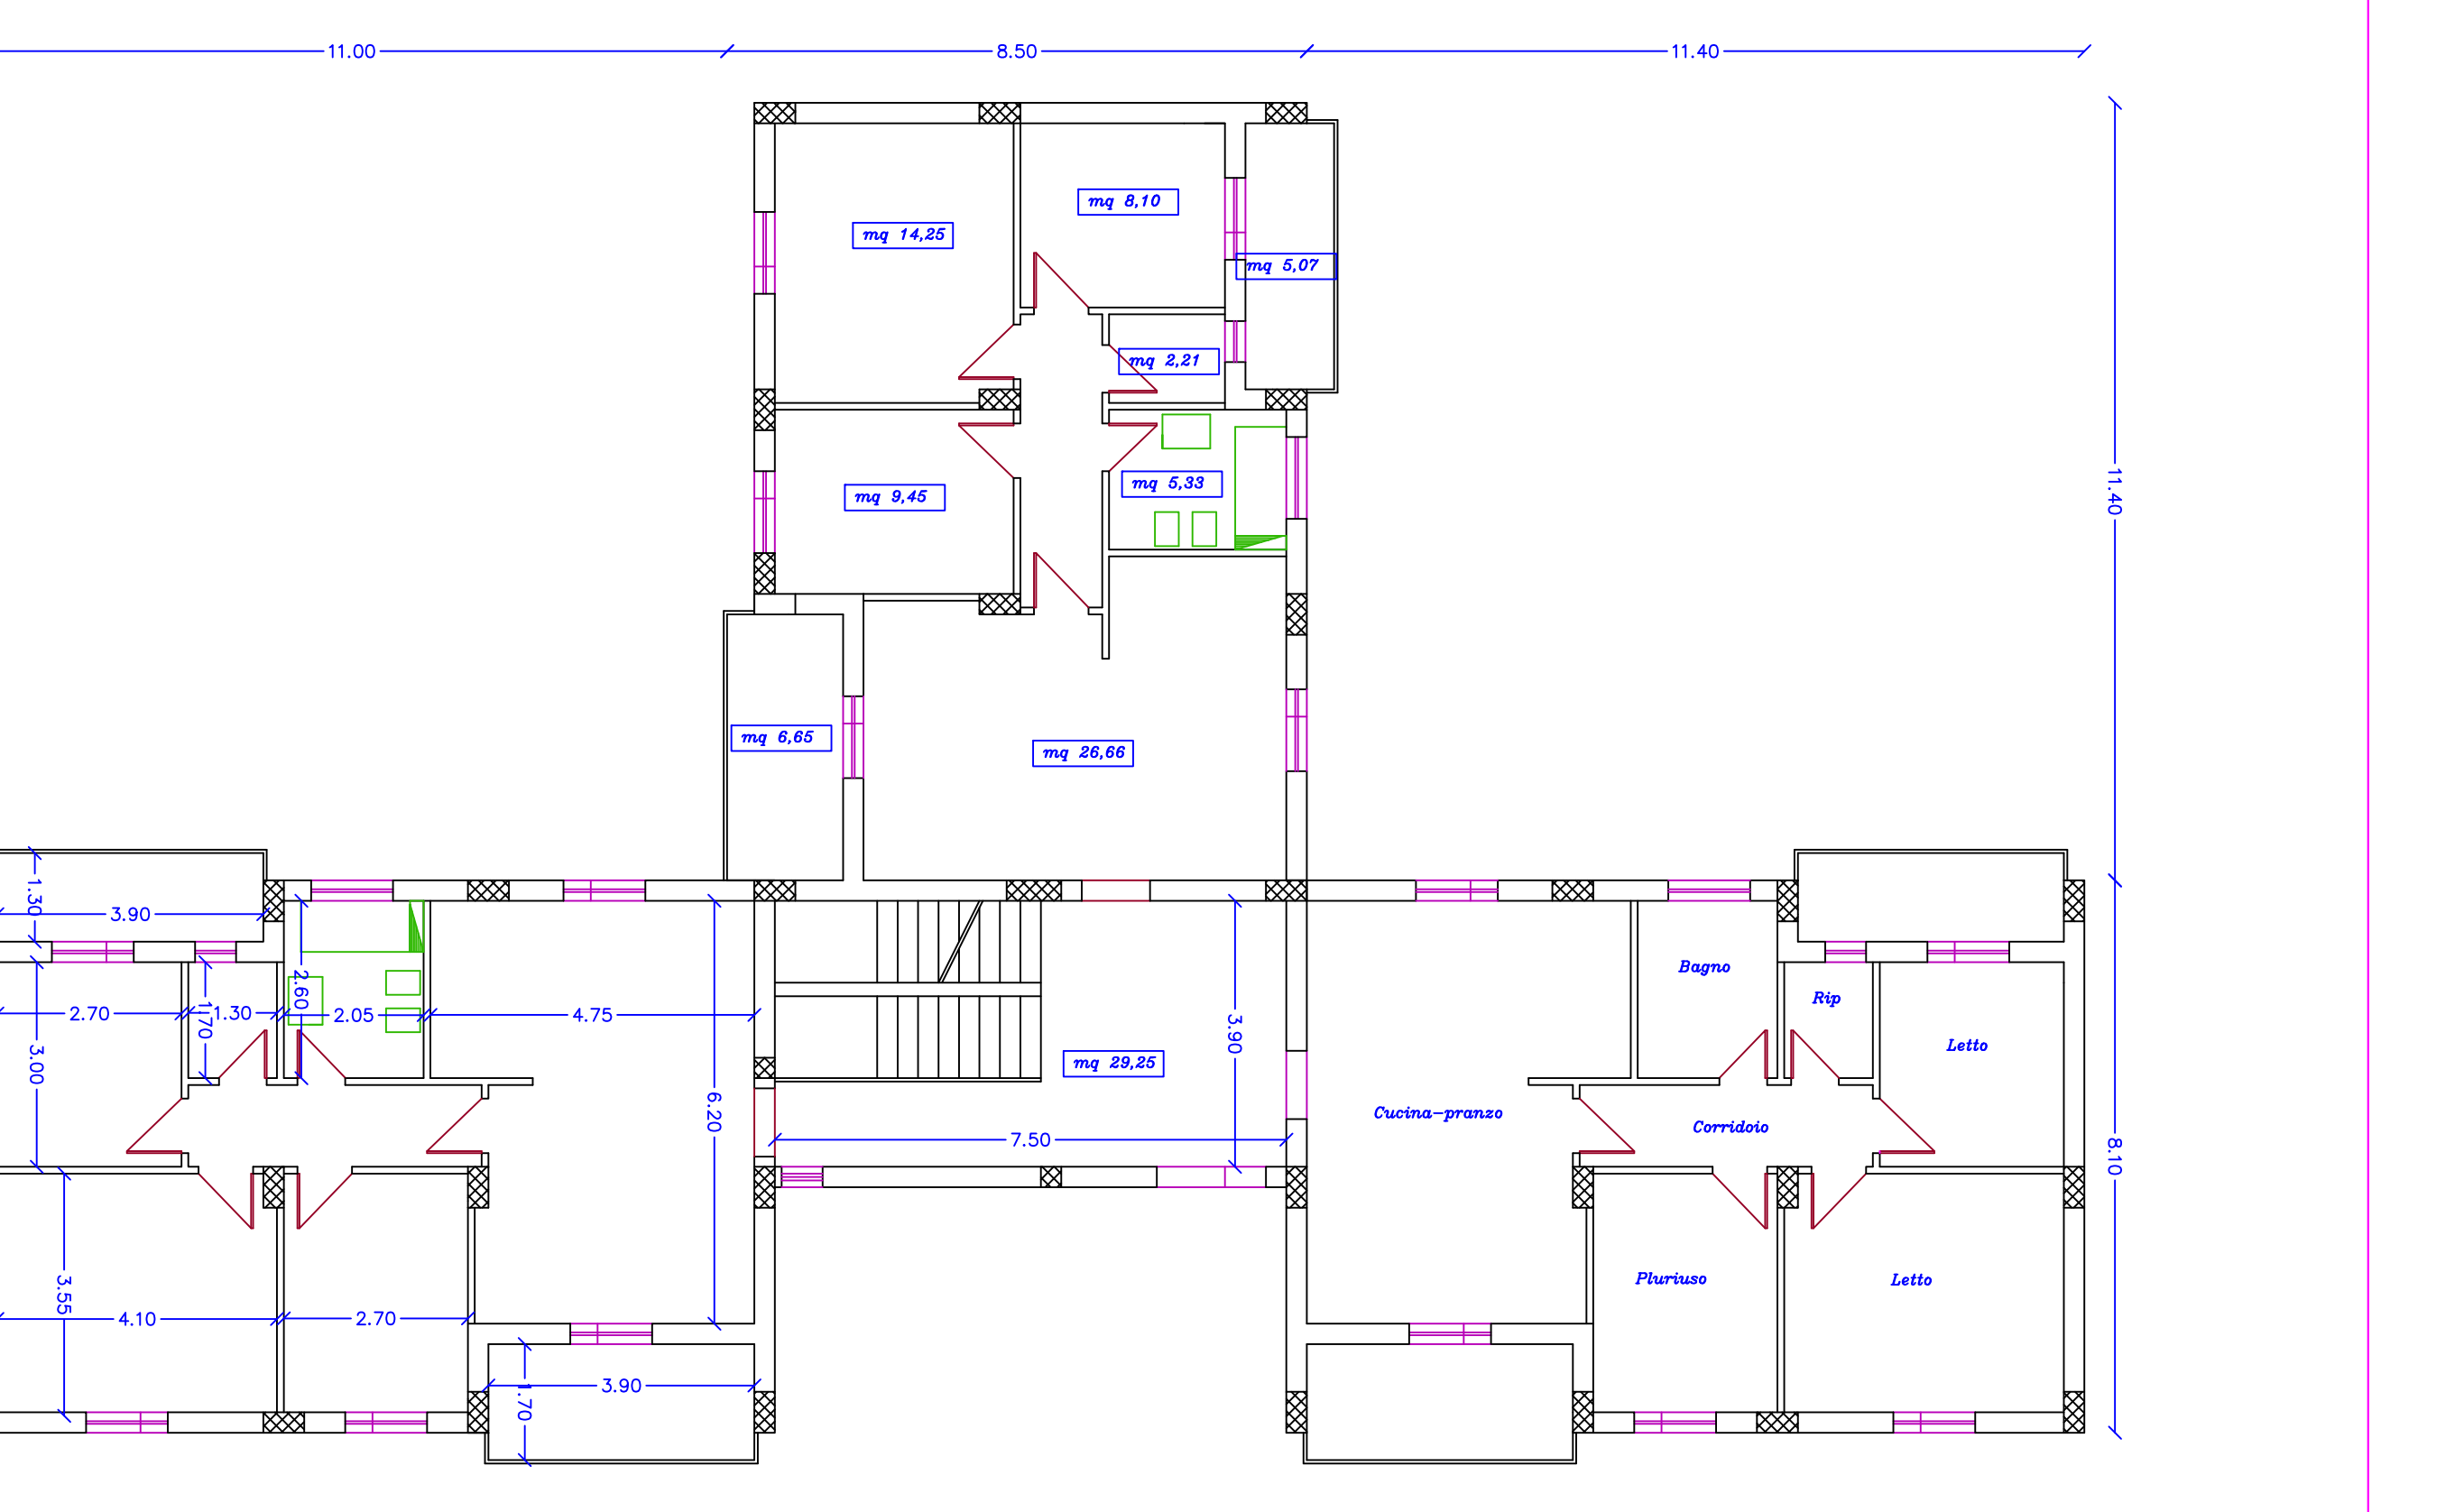 11.00
8.50
11.40
mq 8,10
mq 14,25
mq 5,07
mq 2,21
mq 5,33
mq 9,45
11.40
mq 6,65
mq 26,66
1.30
3.90
2.60
2.70
1.70
1.30
2.05
4.75
3.00
3.90
mq 29,25
6.20
7.50
Bagno
Rip
Letto
Cucina-pranzo
Corridoio
8.10
3.55
4.10
2.70
Pluriuso
Letto
3.90
1.70